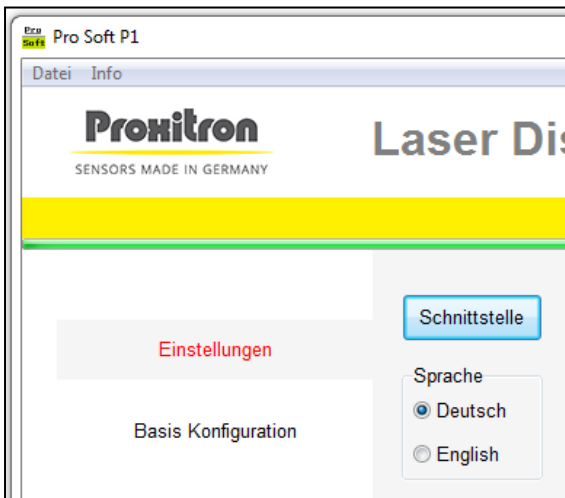 Pro Soft Pro Soft P1
Datei Info
Proxitron
SENSORS MADE IN GERMANY
Laser
Schnittstelle
Einstellungen
Sprache
Deutsch
Basis Konfiguration
English